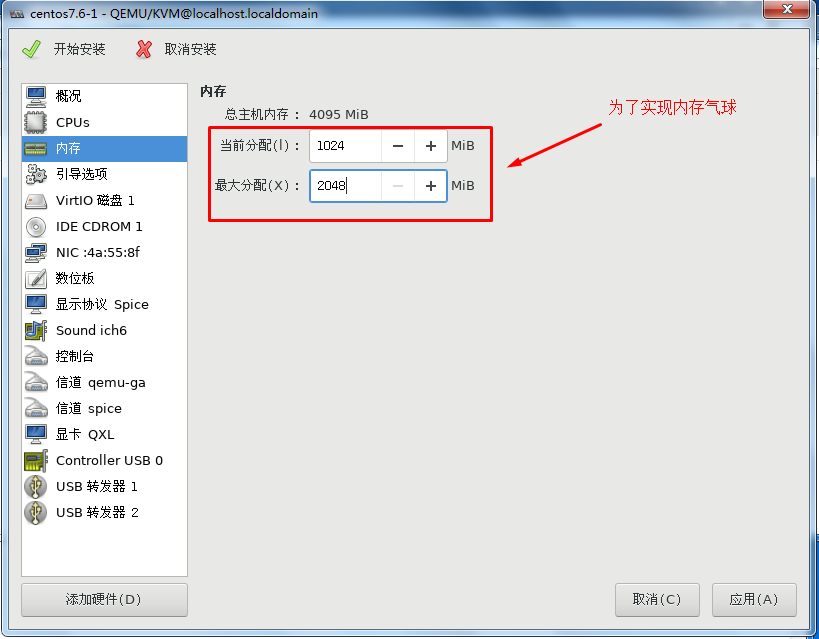 centos7.6-1 - QEMU/KVM@localhost.localdomain
开始安装 取消安装
概况
CPUs
内存
引导选项
VirtIO 磁盘 1
IDE CDROM 1
NIC :4a:55:8f
数位板
显示协议 Spice
Sound ich6
控制台
信道 qemu-ga
信道 spice
显卡 QXL
Controller USB 0
USB 转发器 1
USB 转发器 2
添加硬件(D)
内存
总主机内存： 4095 MiB
当前分配(l)： 1024 − + MiB
最大分配(X)： 2048 − + MiB
为了实现内存气球
取消(C) 应用(A)